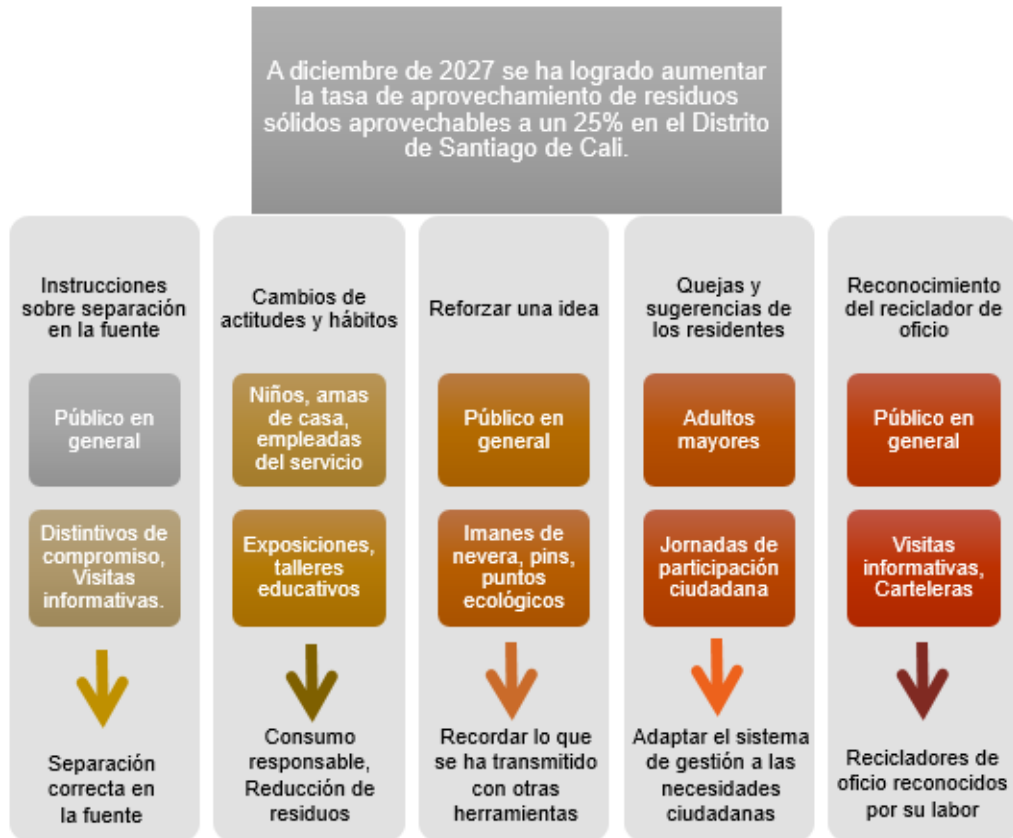 A diciembre de 2027 se ha logrado aumentar
la tasa de aprovechamiento de residuos
sólidos aprovechables a un 25% en el Distrito
de Santiago de Cali.
Instrucciones
sobre separación
en la fuente
Público en
general
Distintivos de
compromiso,
Visitas
informativas.
Separación
correcta en
la fuente
Cambios de
actitudes y hábitos
Niños, amas
de casa,
empleadas
del servicio
Exposiciones,
talleres
educativos
Consumo
responsable,
Reducción de
residuos
Reforzar una idea
Público en
general
Imanes de
nevera, pins,
puntos
ecológicos
Recordar lo que
se ha transmitido
con otras
herramientas
Quejas y
sugerencias de
los residentes
Adultos
mayores
Jornadas de
participación
ciudadana
Adaptar el sistema
de gestión a las
necesidades
ciudadanas
Reconocimiento
del reciclador de
oficio
Público en
general
Visitas
informativas,
Carteleras
Recicladores de
oficio reconocidos
por su labor